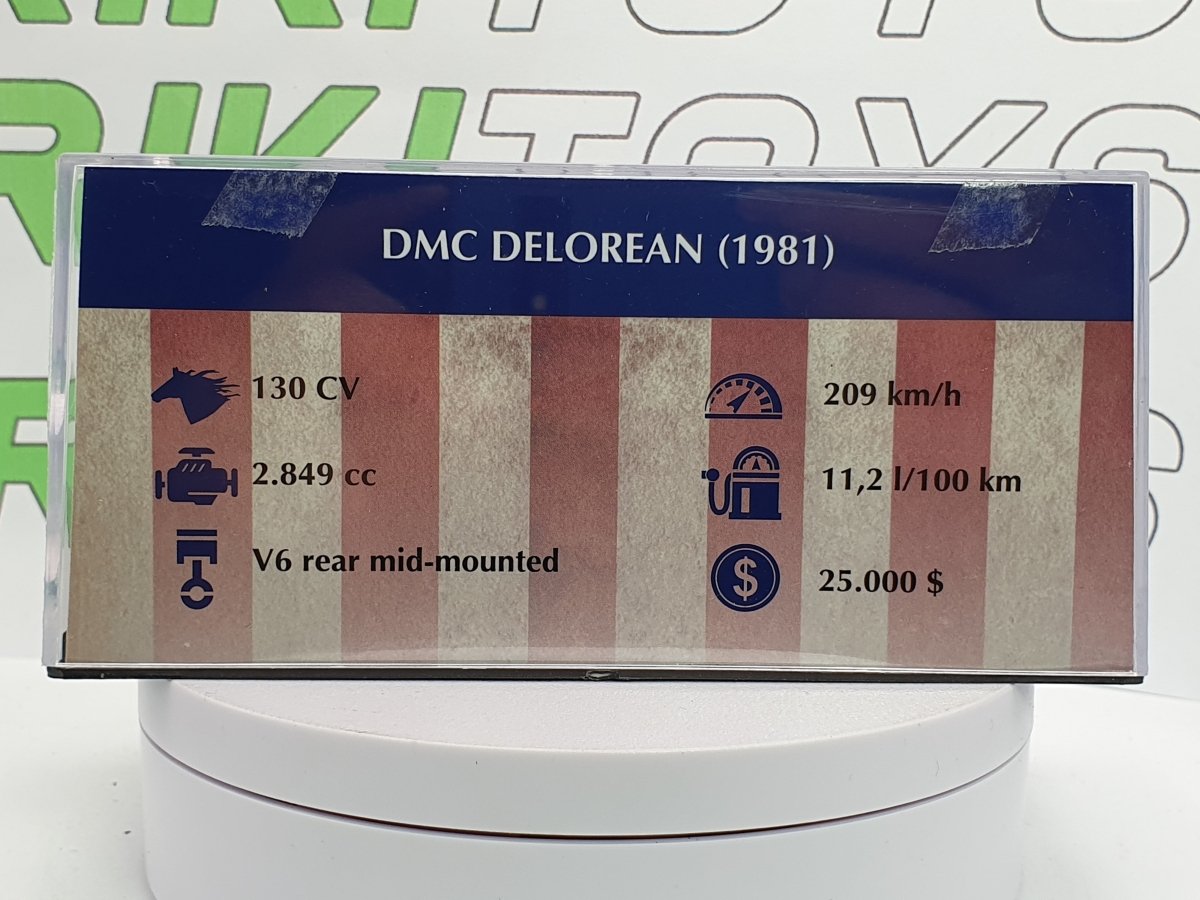 RIKITOYS
DMC DELOREAN (1981)
130 CV
209 km/h
2.849 cc
11,2 l/100 km
V6 rear mid-mounted
$
25.000 $